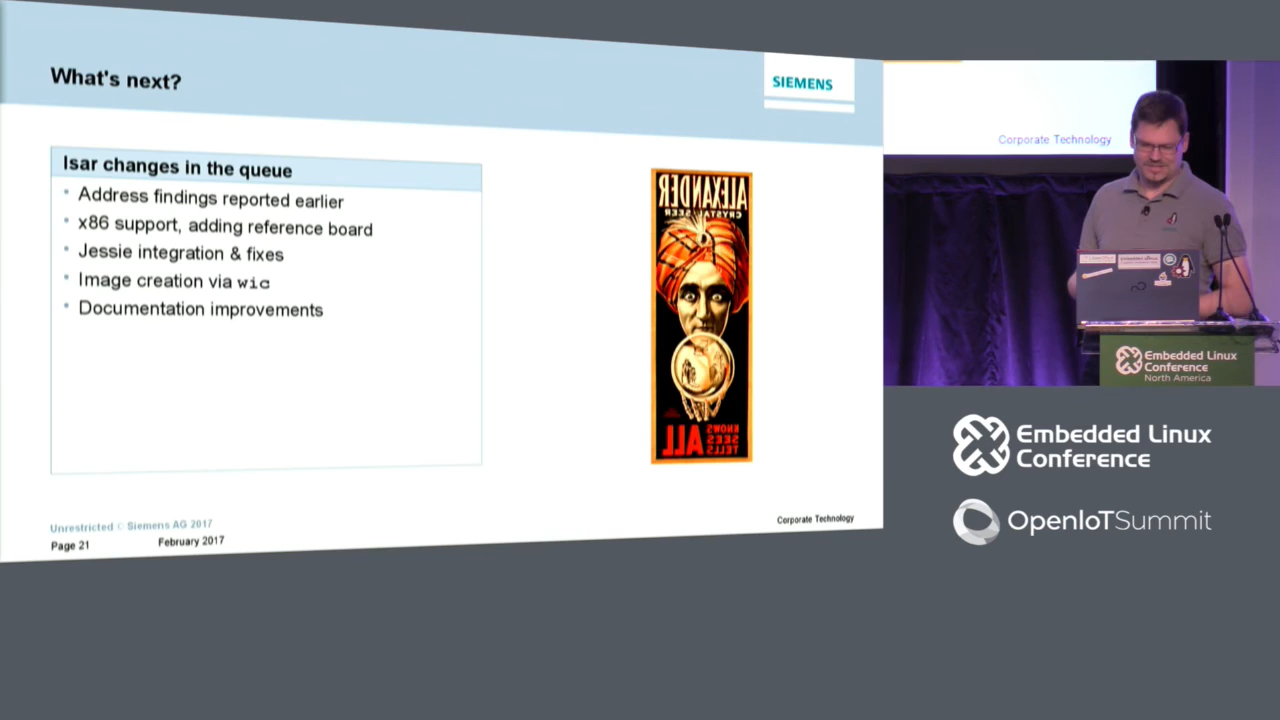 What's next?
SIEMENS
Isar changes in the queue
Address findings reported earlier
x86 support, adding reference board
Jessie integration & fixes
Image creation via wic
Documentation improvements
ALEXANDER
CRYSTAL SEER
KNOWS
SEES
TELLS
ALL
Unrestricted © Siemens AG 2017
Page 21
February 2017
Corporate Technology
Corporate Technology
Embedded Linux
Conference
North America
Embedded Linux
Conference
OpenIoTSummit